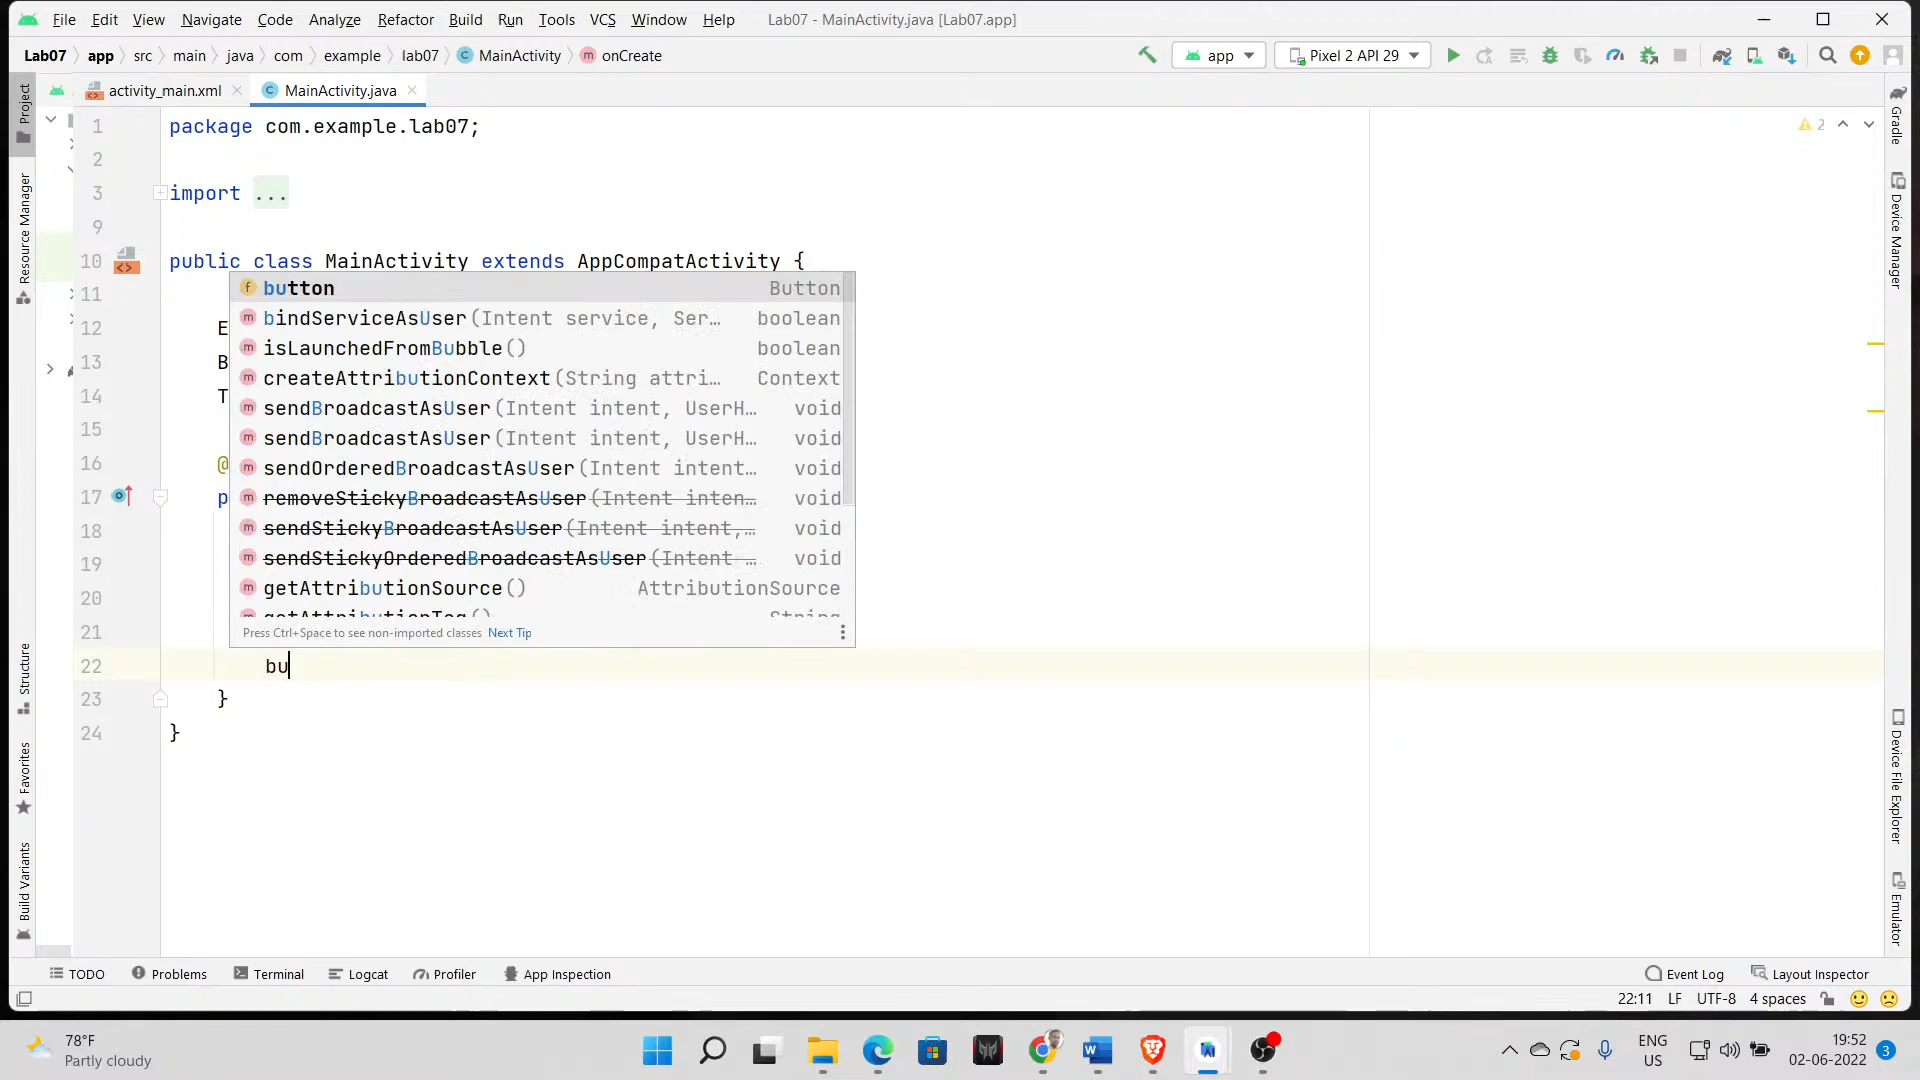 File Edit View Navigate Code Analyze Refactor Build Run Tools VCS Window Help Lab07 - MainActivity.java [Lab07.app]
Lab07 app src main java com example lab07 MainActivity onCreate app Pixel 2 API 29
activity_main.xml MainActivity.java
Project
Resource Manager
Structure
Favorites
Build Variants
1 package com.example.lab07;
2
3 import ...
9
10 public class MainActivity extends AppCompatActivity {
11
12 E
13 B
14 T
15
16 @
17 p
18
19
20
21
22 bu
23 }
24 }
2
button Button
bindServiceAsUser(Intent service, Ser… boolean
isLaunchedFromBubble() boolean
createAttributionContext(String attri… Context
sendBroadcastAsUser(Intent intent, UserH… void
sendBroadcastAsUser(Intent intent, UserH… void
sendOrderedBroadcastAsUser(Intent intent… void
removeStickyBroadcastAsUser(Intent inten… void
sendStickyBroadcastAsUser(Intent intent,… void
sendStickyOrderedBroadcastAsUser(Intent … void
getAttributionSource() AttributionSource
getAttributionTag() String
Press Ctrl+Space to see non-imported classes Next Tip
Gradle
Device Manager
Device File Explorer
Emulator
TODO Problems Terminal Logcat Profiler App Inspection Event Log Layout Inspector
22:11 LF UTF-8 4 spaces
78°F
Partly cloudy
ENG
US
19:52
02-06-2022
3